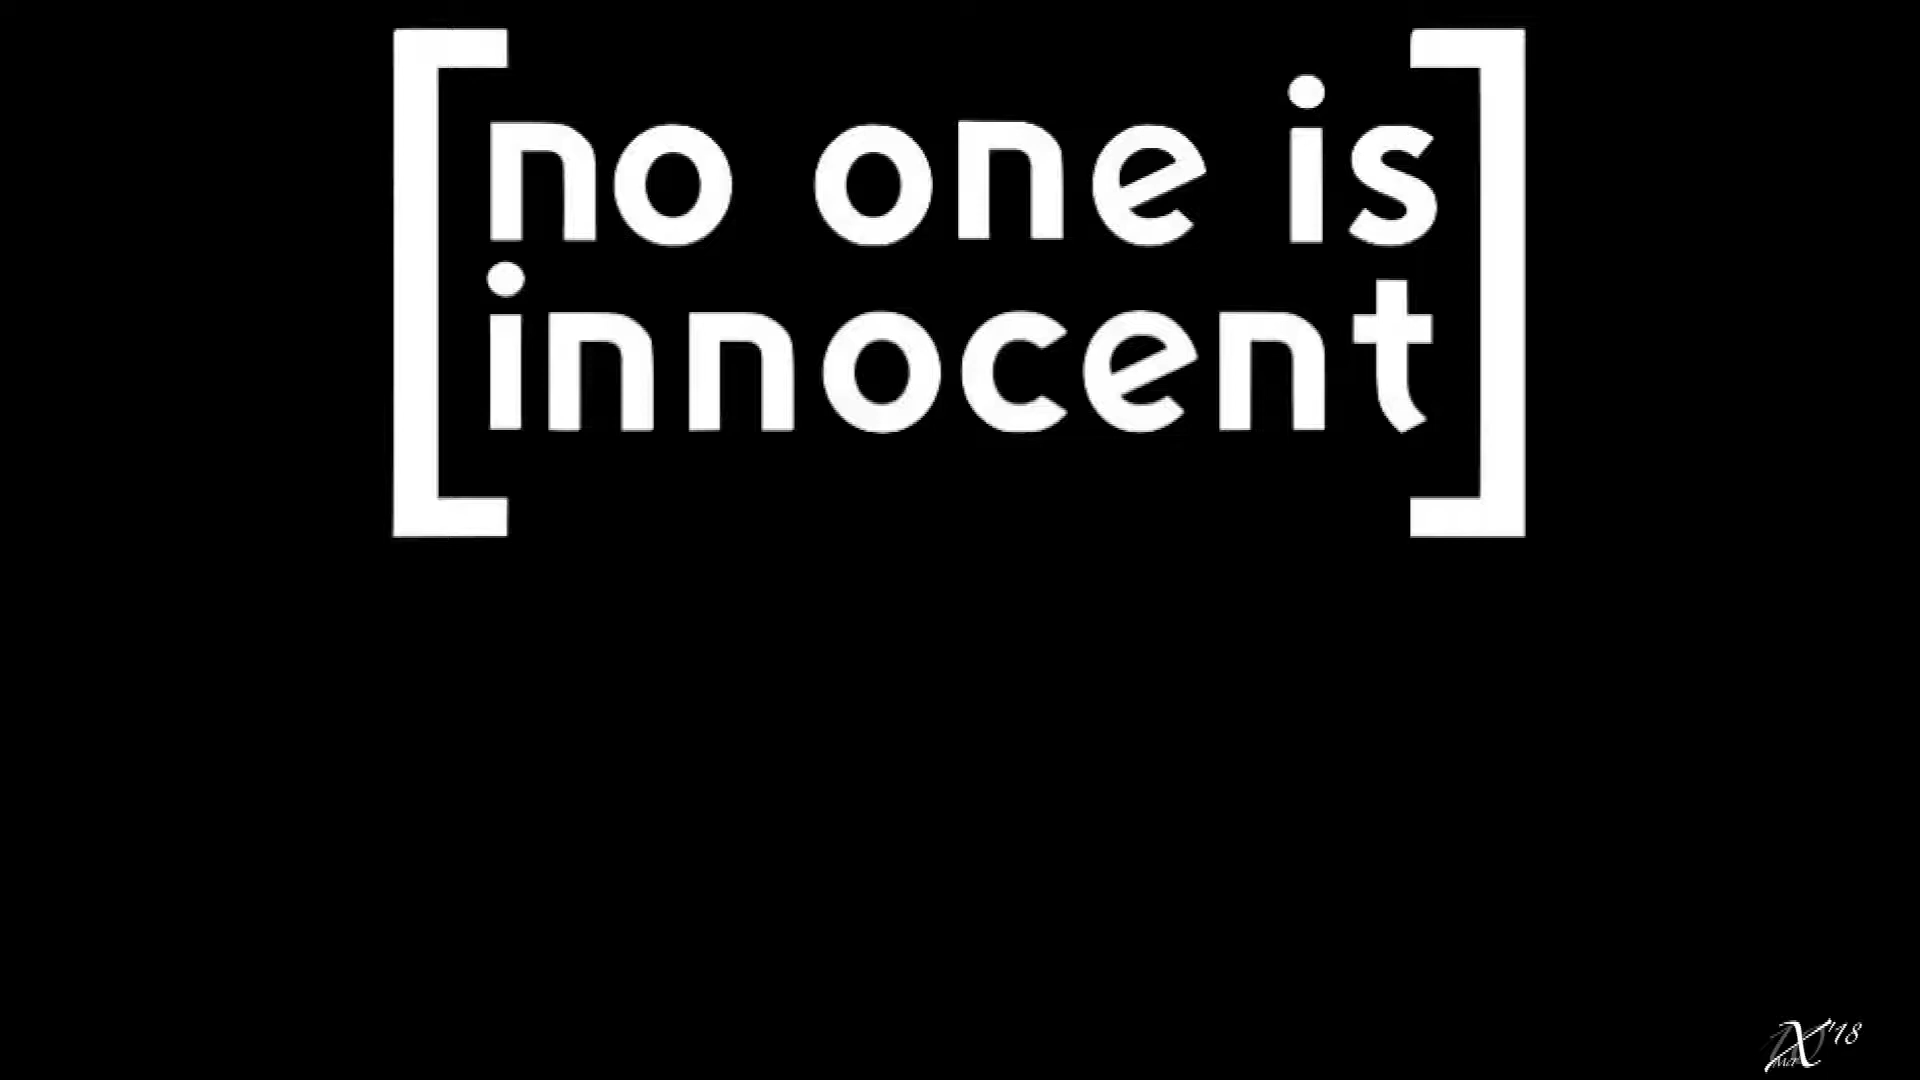 [no one is
innocent]
X '18